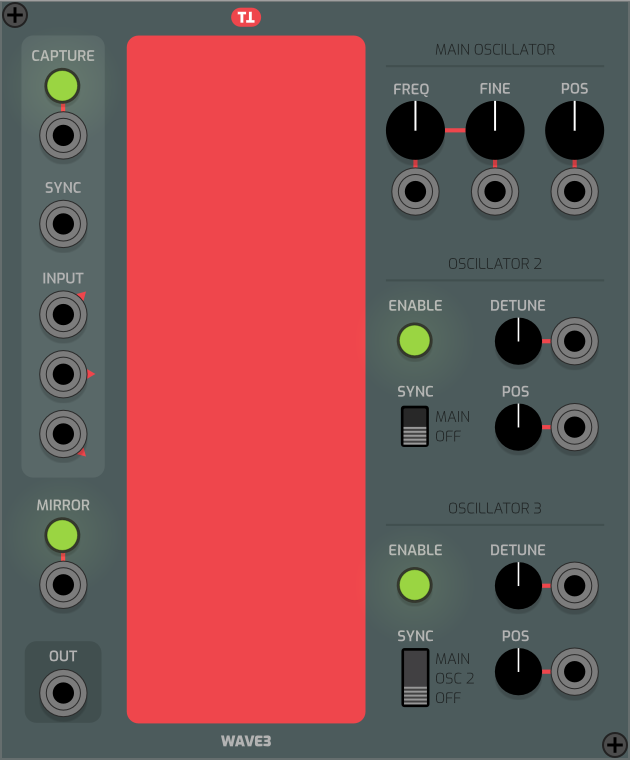 CAPTURE
SYNC
INPUT
MIRROR
OUT
WAVE3
MAIN OSCILLATOR
FREQ FINE POS
OSCILLATOR 2
ENABLE DETUNE
SYNC POS
MAIN
OFF
OSCILLATOR 3
ENABLE DETUNE
SYNC POS
MAIN
OSC 2
OFF